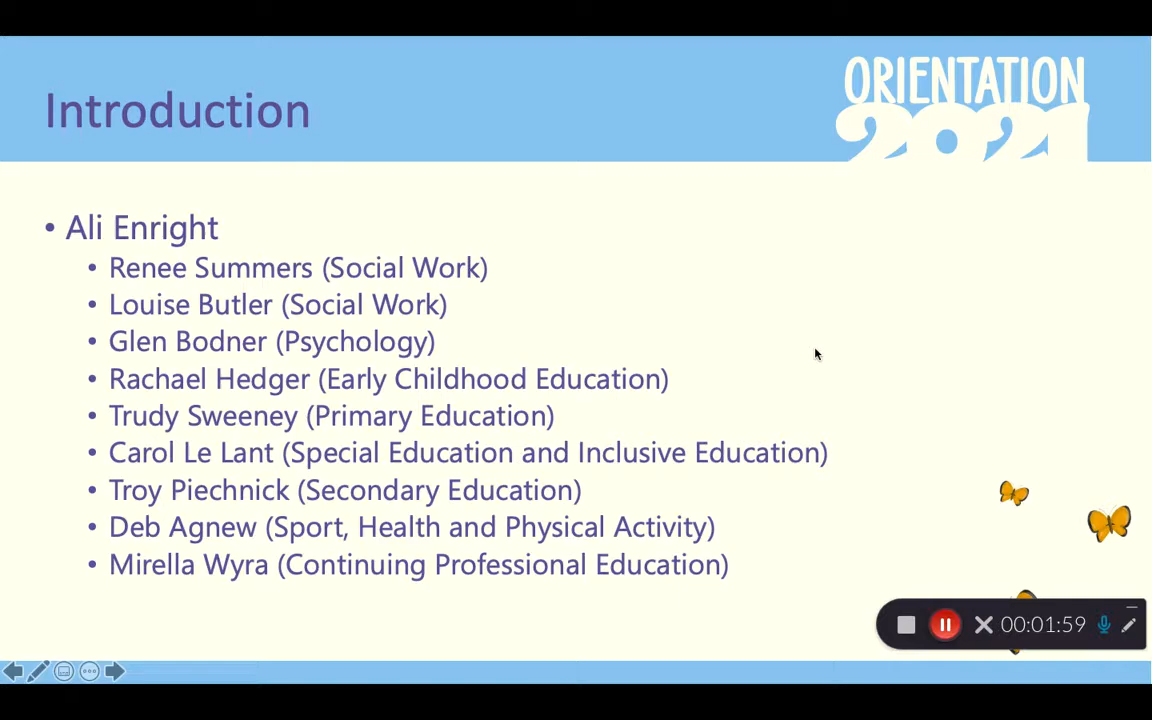 ORIENTATION
2021
Introduction
• Ali Enright
• Renee Summers (Social Work)
• Louise Butler (Social Work)
• Glen Bodner (Psychology)
• Rachael Hedger (Early Childhood Education)
• Trudy Sweeney (Primary Education)
• Carol Le Lant (Special Education and Inclusive Education)
• Troy Piechnick (Secondary Education)
• Deb Agnew (Sport, Health and Physical Activity)
• Mirella Wyra (Continuing Professional Education)
00:01:59